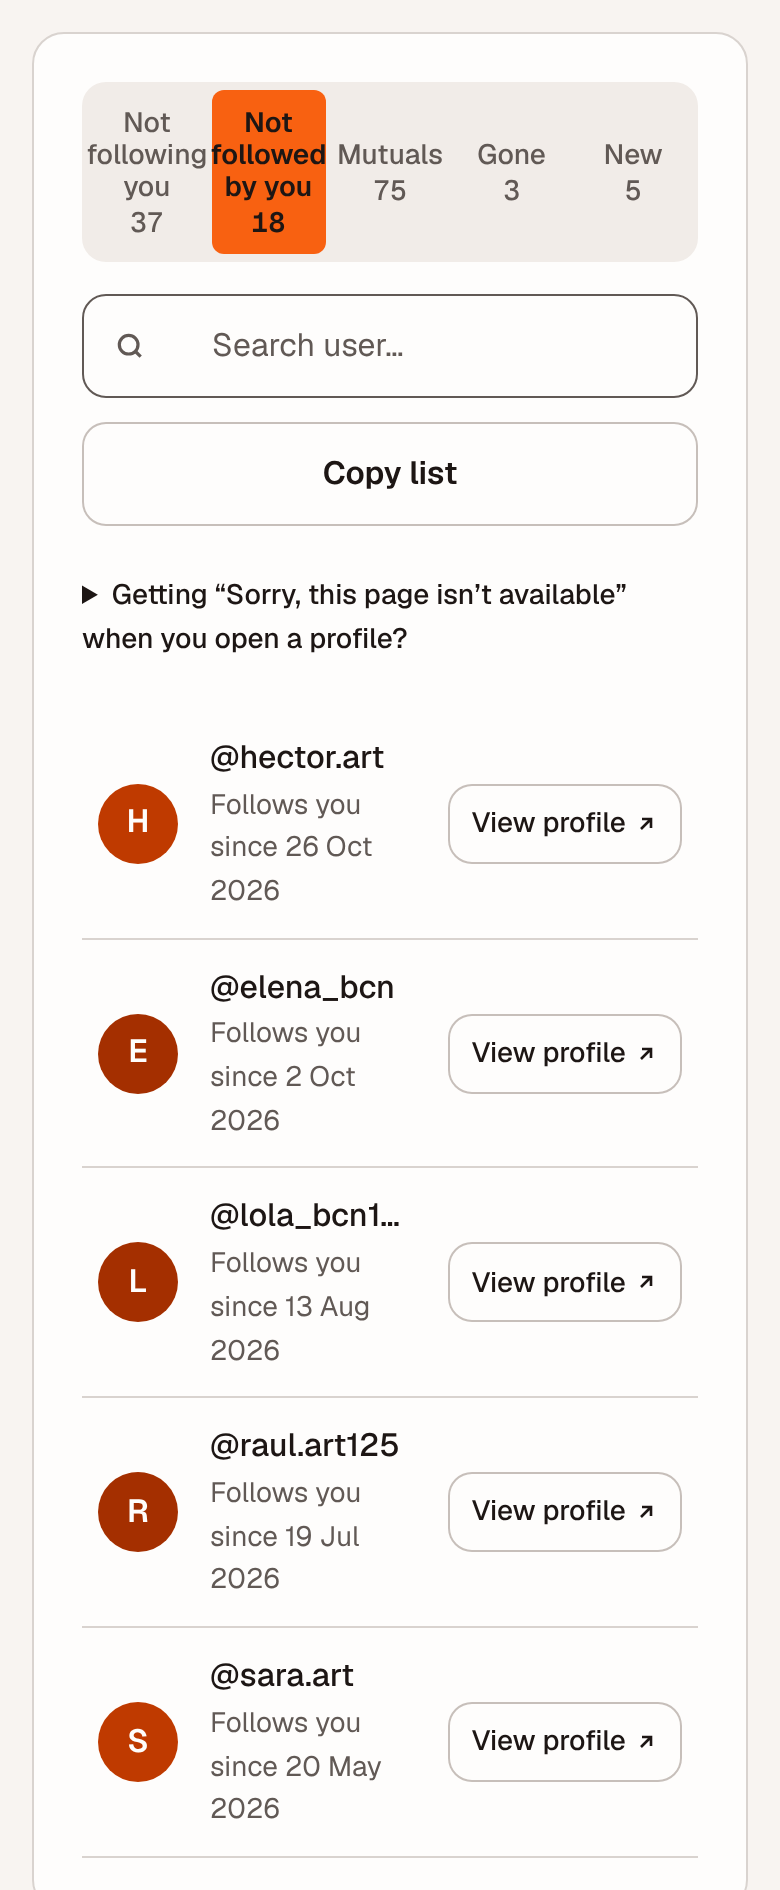 Not following you 37
Not followed by you 18
Mutuals 75
Gone 3
New 5
Search user…
Copy list
▶ Getting “Sorry, this page isn’t available”
when you open a profile?
H
@hector.art
Follows you
since 26 Oct
2026
View profile ↗
E
@elena_bcn
Follows you
since 2 Oct
2026
View profile ↗
L
@lola_bcn1…
Follows you
since 13 Aug
2026
View profile ↗
R
@raul.art125
Follows you
since 19 Jul
2026
View profile ↗
S
@sara.art
Follows you
since 20 May
2026
View profile ↗